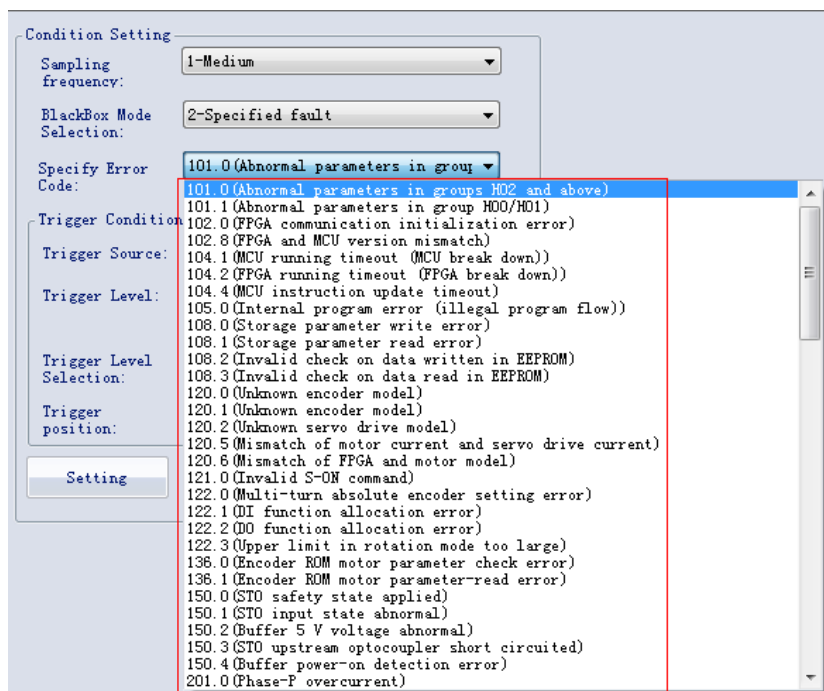 Condition Setting
Sampling frequency:
1-Medium
BlackBox Mode Selection:
2-Specified fault
Specify Error Code:
101.0(Abnormal parameters in group
101.0(Abnormal parameters in groups H02 and above)
101.1(Abnormal parameters in group H00/H01)
Trigger Condition
102.0(FPGA communication initialization error)
102.8(FPGA and MCU version mismatch)
Trigger Source:
104.1(MCU running timeout (MCU break down))
104.2(FPGA running timeout (FPGA break down))
Trigger Level:
104.4(MCU instruction update timeout)
105.0(Internal program error (illegal program flow))
108.0(Storage parameter write error)
108.1(Storage parameter read error)
Trigger Level Selection:
108.2(Invalid check on data written in EEPROM)
108.3(Invalid check on data read in EEPROM)
120.0(Unknown encoder model)
Trigger position:
120.1(Unknown encoder model)
120.2(Unknown servo drive model)
120.5(Mismatch of motor current and servo drive current)
120.6(Mismatch of FPGA and motor model)
Setting
121.0(Invalid S-ON command)
122.0(Multi-turn absolute encoder setting error)
122.1(DI function allocation error)
122.2(DO function allocation error)
122.3(Upper limit in rotation mode too large)
136.0(Encoder ROM motor parameter check error)
136.1(Encoder ROM motor parameter-read error)
150.0(STO safety state applied)
150.1(STO input state abnormal)
150.2(Buffer 5 V voltage abnormal)
150.3(STO upstream optocoupler short circuited)
150.4(Buffer power-on detection error)
201.0(Phase-P overcurrent)